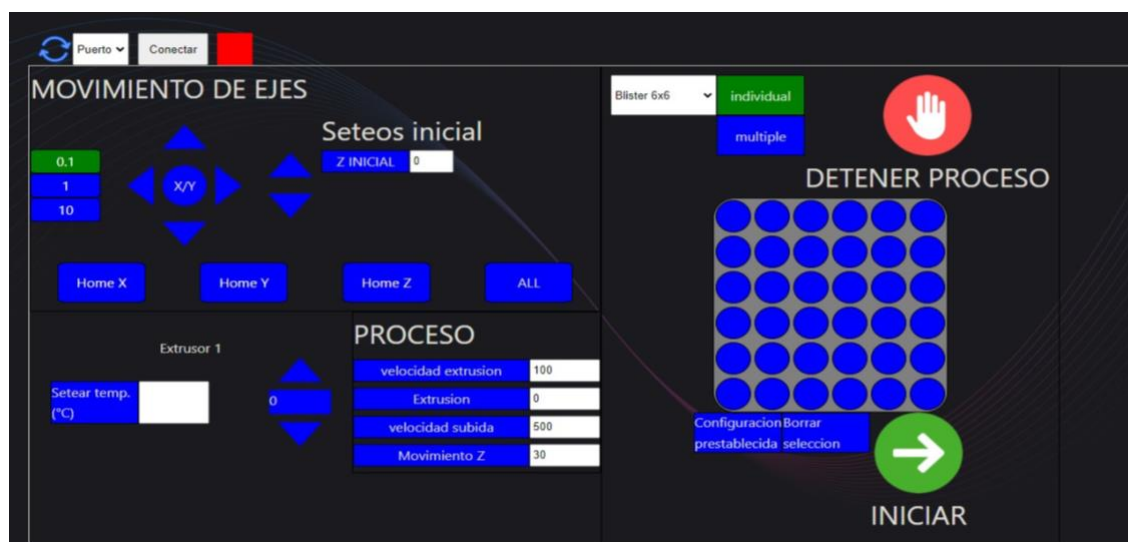 Puerto
Conectar
MOVIMIENTO DE EJES
Seteos inicial
Z INICIAL 0
0.1
1
10
X/Y
Home X
Home Y
Home Z
ALL
Extrusor 1
Setear temp.
(°C)
0
PROCESO
velocidad extrusion 100
Extrusion 0
velocidad subida 500
Movimiento Z 30
Blister 6x6
individual
multiple
DETENER PROCESO
Configuracion
prestablecida
Borrar
seleccion
INICIAR